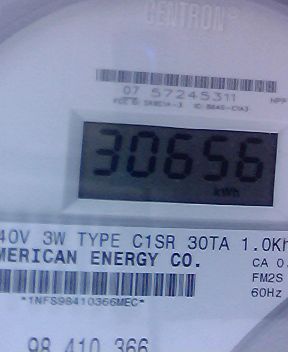 CENTRON®
07 57245311
30656
kWh
40V 3W TYPE C1SR 30TA 1.0Kh
MERICAN ENERGY CO.
CA 0.
FM2S
60Hz
*1NFS98410366MEC*
98 410 366